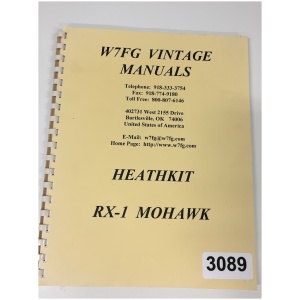 W7FG VINTAGE
MANUALS
Telephone: 918-333-3754
Fax: 918-774-9180
Toll Free: 800-807-6146
402731 West 2155 Drive
Bartlesville, OK 74006
United States of America
E-Mail: w7fg@w7fg.com
Home Page: http://www.w7fg.com
HEATHKIT
RX-1 MOHAWK
3089